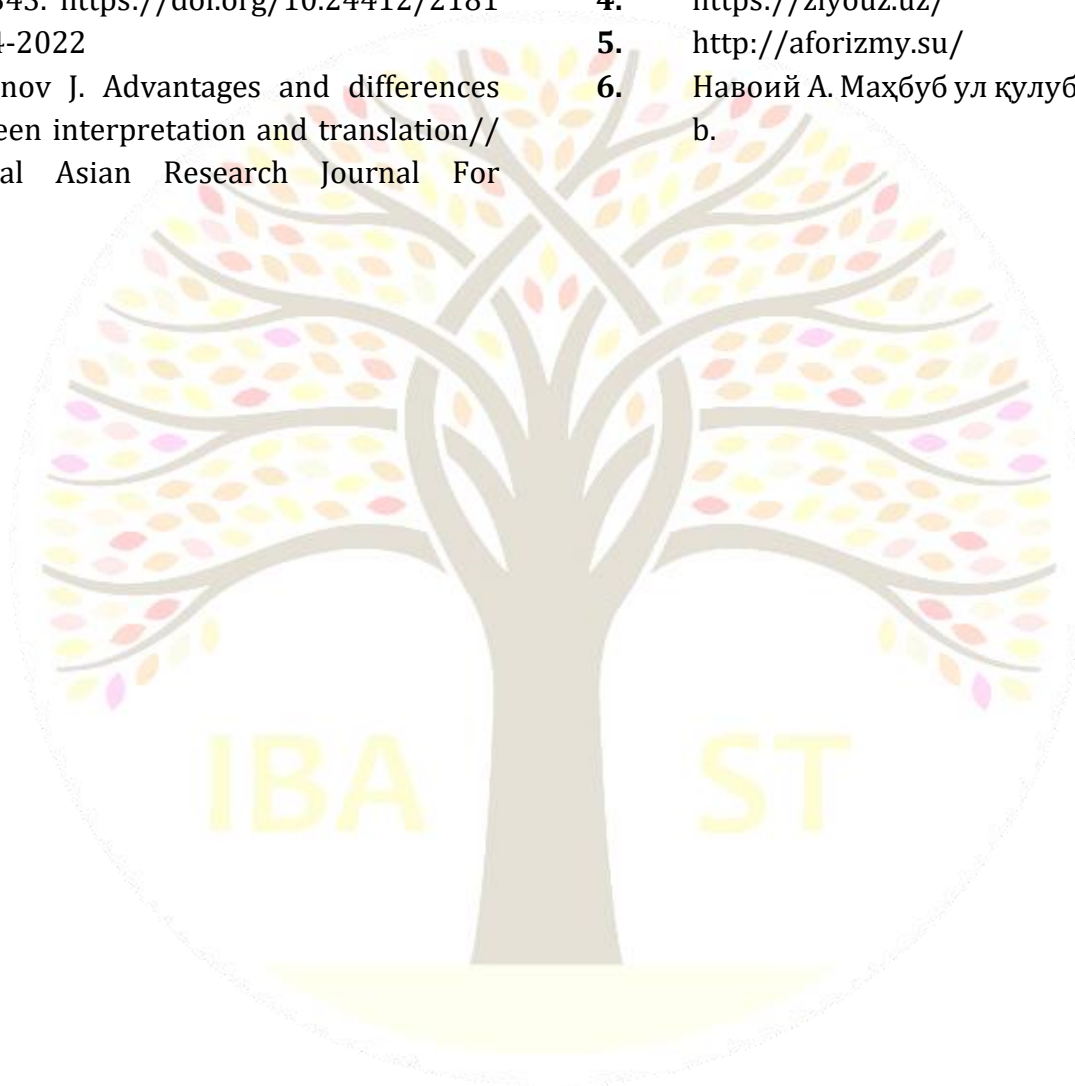 https://doi.org/10.24412/2181
4-2022
nov J. Advantages and differences
een interpretation and translation//
al Asian Research Journal For
4. https://ziyouz.uz/
5. http://aforizmy.su/
6. Навоий А. Маҳбуб ул қулуб
b.
IBA ST